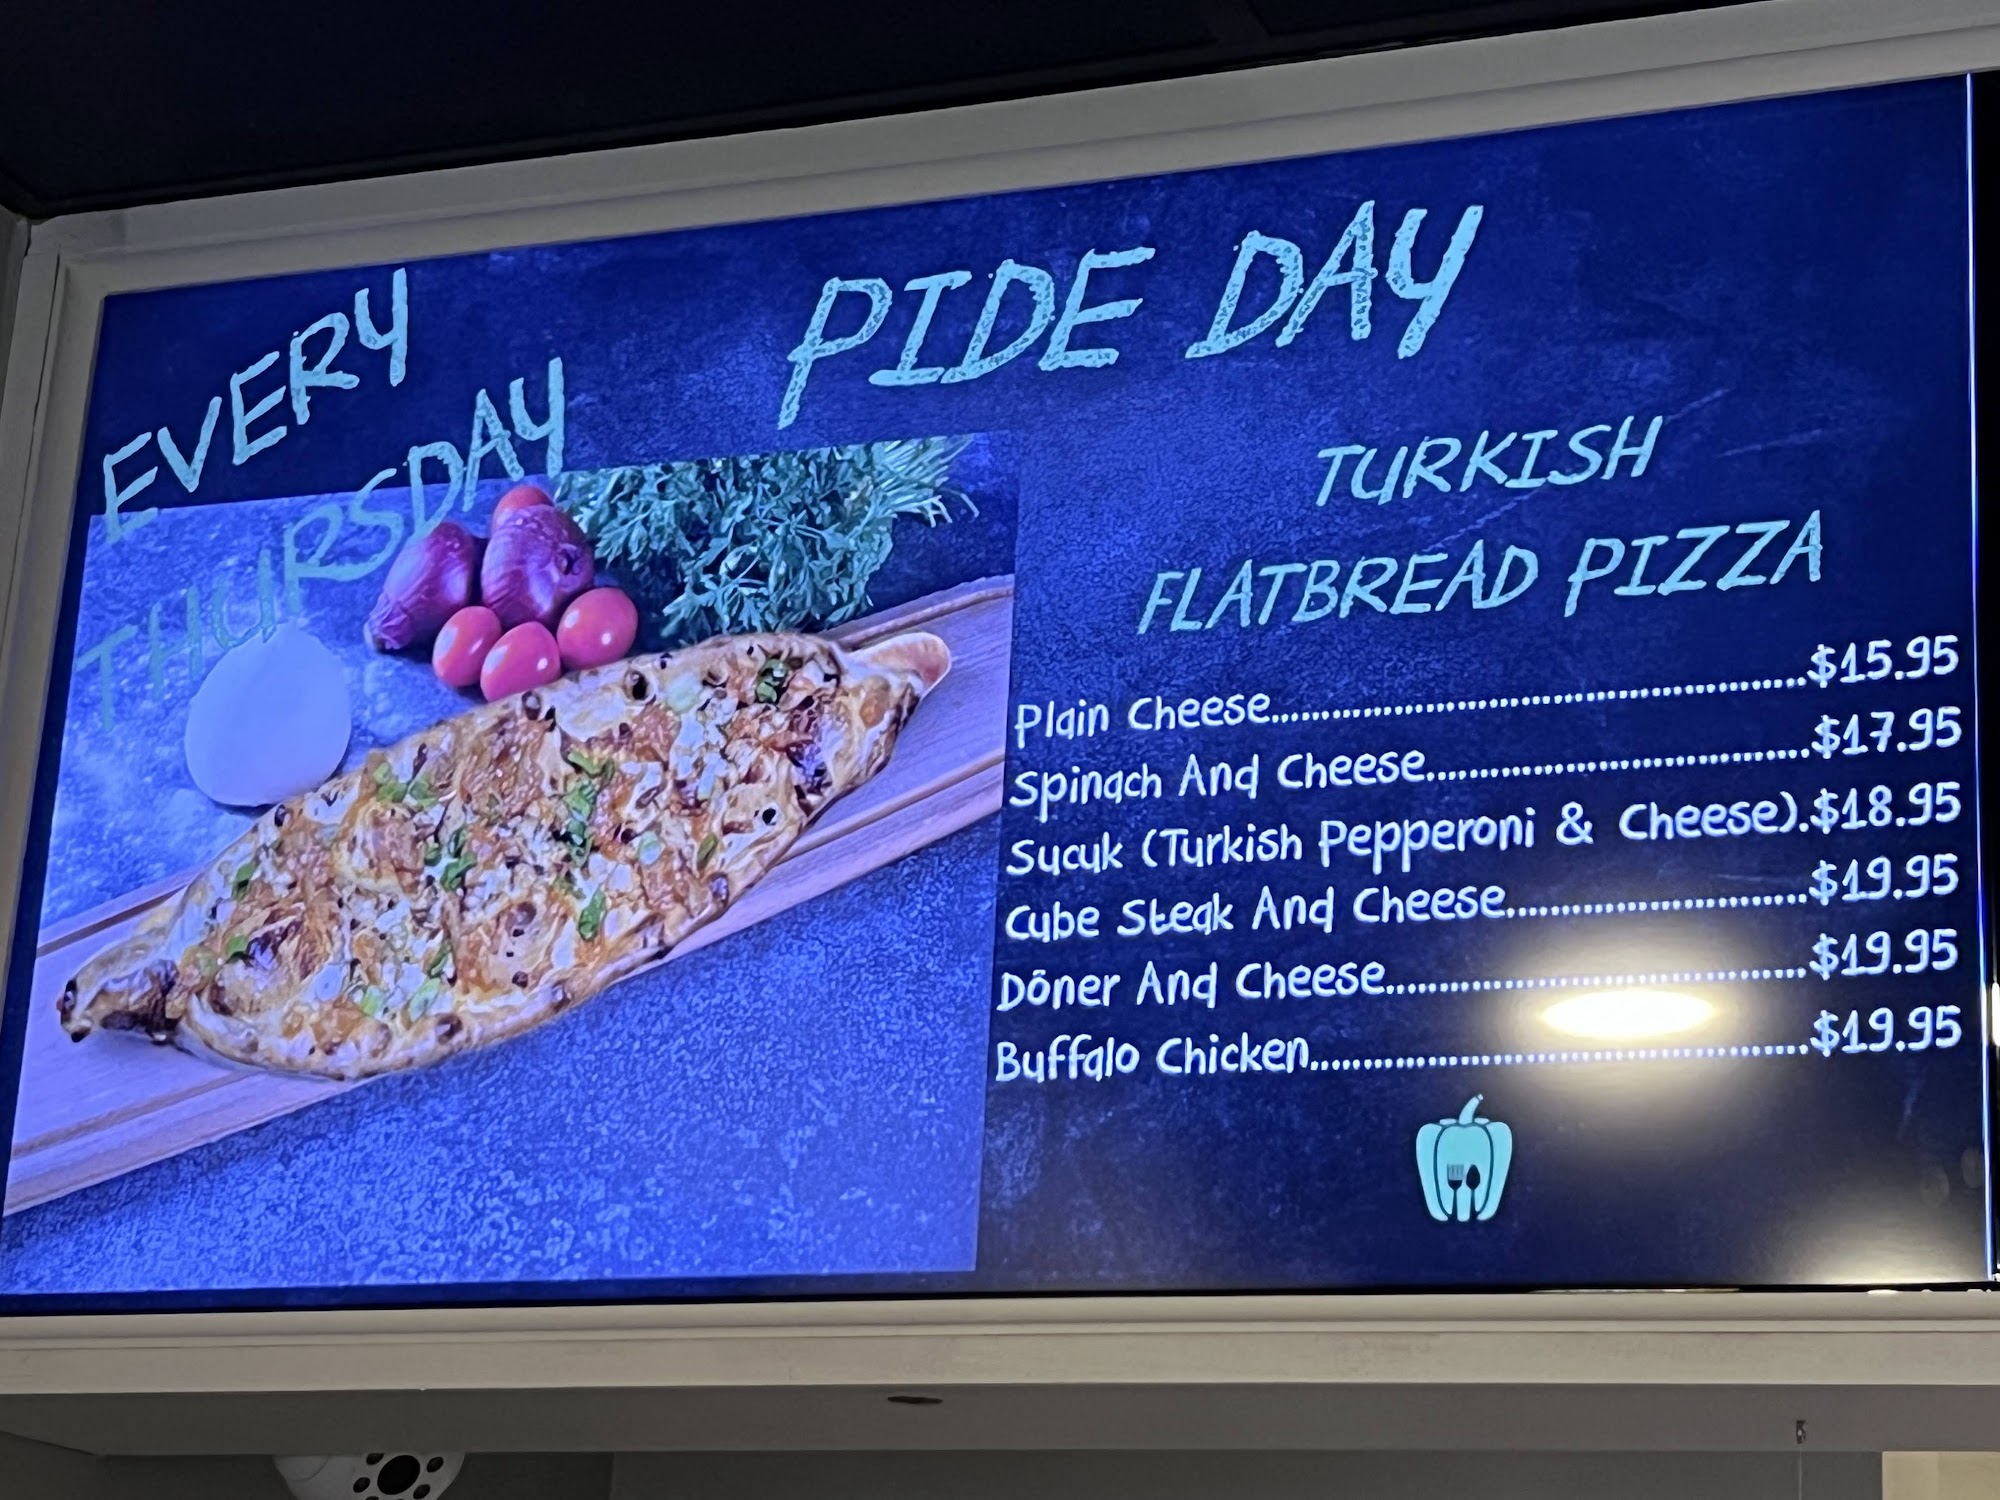 EVERY
THURSDAY
PIDE DAY
TURKISH
FLATBREAD PIZZA
Plain Cheese..............................................$15.95
Spinach And Cheese.................................$17.95
Sucuk (Turkish Pepperoni & Cheese).$18.95
Cube Steak And Cheese..........................$19.95
Döner And Cheese....................................$19.95
Buffalo Chicken...........................................$19.95